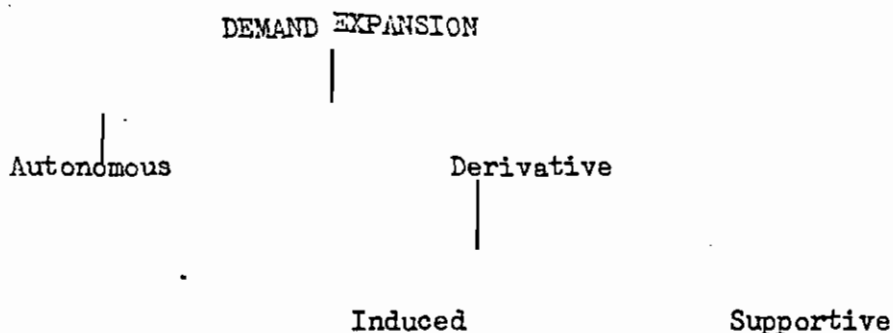 DEMAND EXPANSION
Autonomous Derivative
Induced Supportive